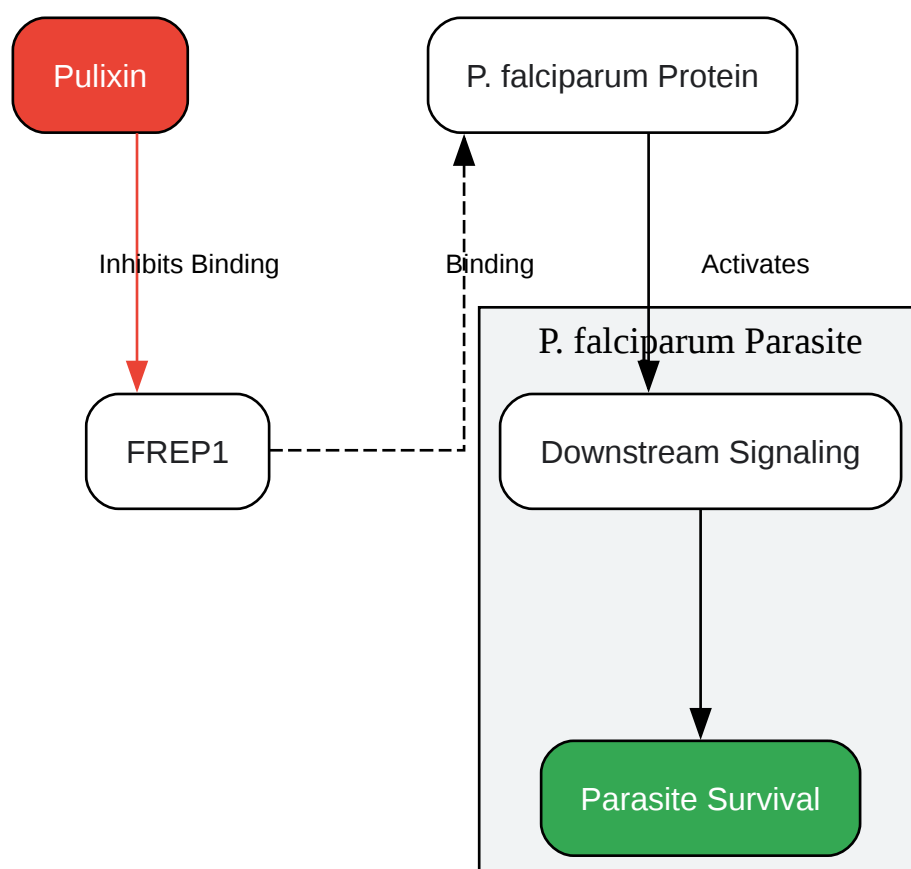 Pulixin
P. falciparum Protein
Inhibits Binding
Binding
Activates
P. falciparum Parasite
FREP1
Downstream Signaling
Parasite Survival